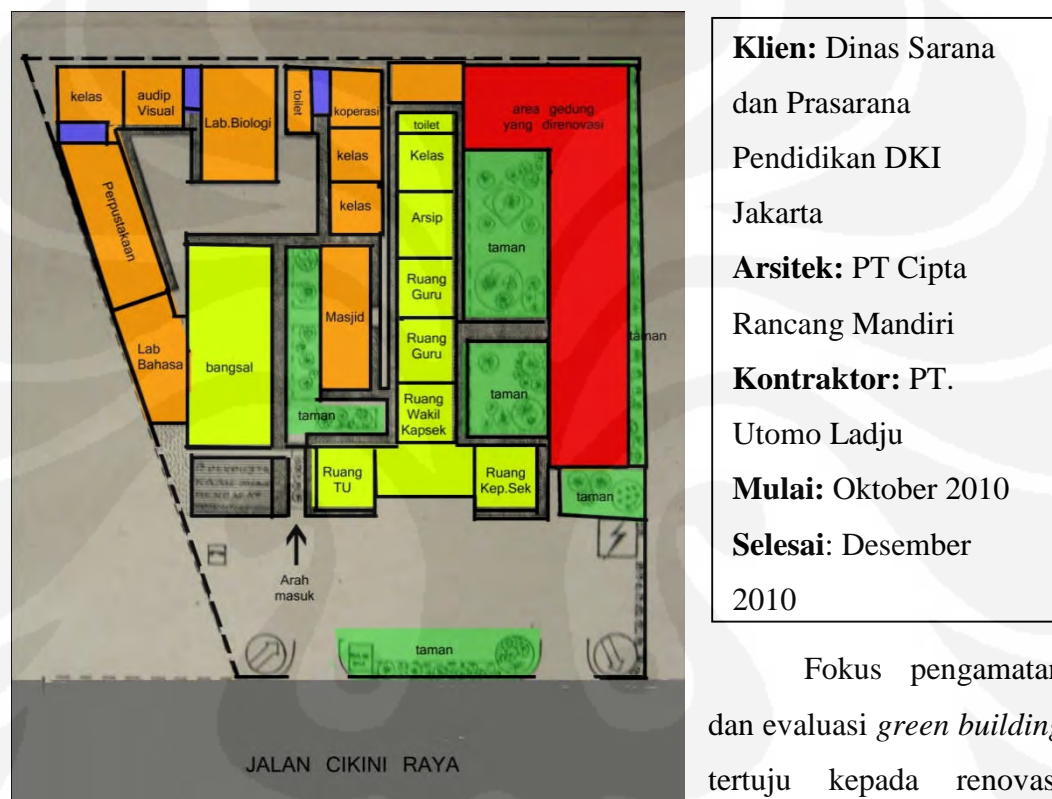 kelas
audip
Visual
Lab.Biologi
toilet
koperasi
kelas
kelas
toilet
Kelas
Arsip
Ruang
Guru
Ruang
Guru
Ruang
Wakil
Kapsek
area gedung
yang direnovasi
taman
taman
taman
taman
Perpustakaan
Lab
Bahasa
bangsal
Masjid
taman
Ruang
TU
Ruang
Kep.Sek
Arah
masuk
taman
JALAN CIKINI RAYA
Klien: Dinas Sarana
dan Prasarana
Pendidikan DKI
Jakarta
Arsitek: PT Cipta
Rancang Mandiri
Kontraktor: PT.
Utomo Ladju
Mulai: Oktober 2010
Selesai: Desember
2010
Fokus pengamatan
dan evaluasi green building
tertuju kepada renovas